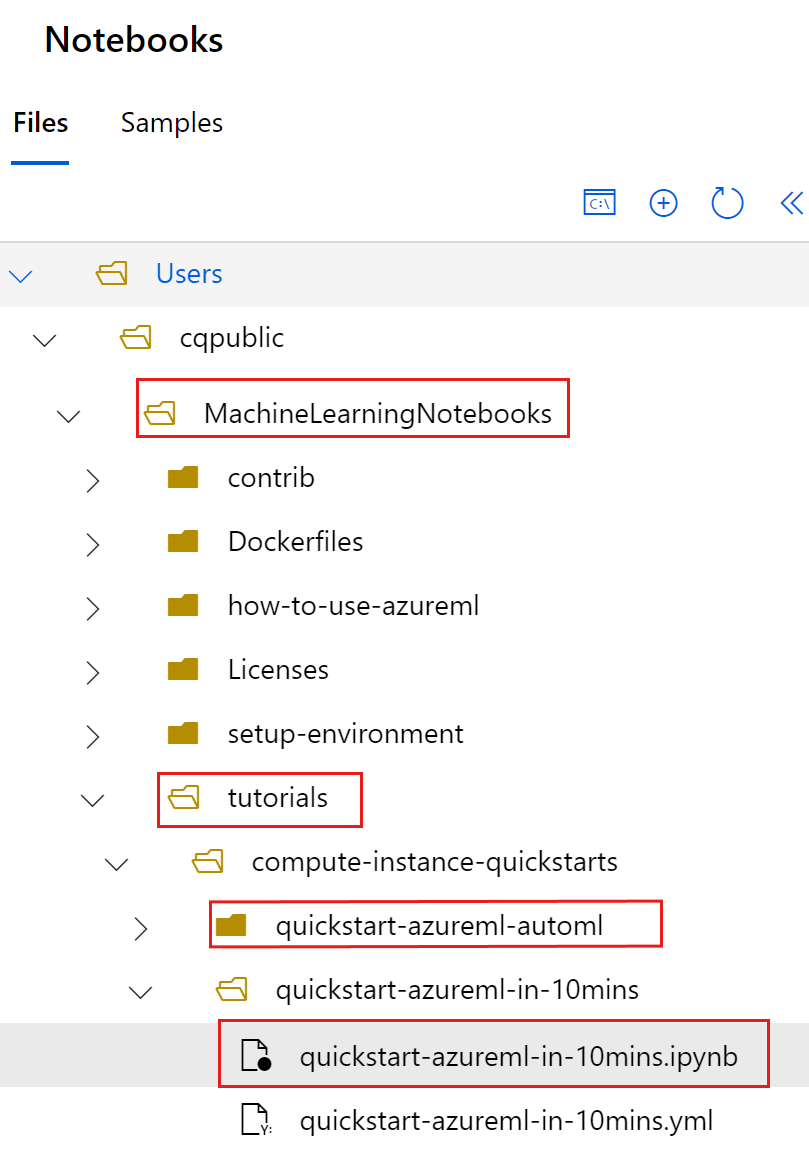 Notebooks
Files Samples
C:\
Users
cqpublic
MachineLearningNotebooks
contrib
Dockerfiles
how-to-use-azureml
Licenses
setup-environment
tutorials
compute-instance-quickstarts
quickstart-azureml-automl
quickstart-azureml-in-10mins
quickstart-azureml-in-10mins.ipynb
Y: quickstart-azureml-in-10mins.yml